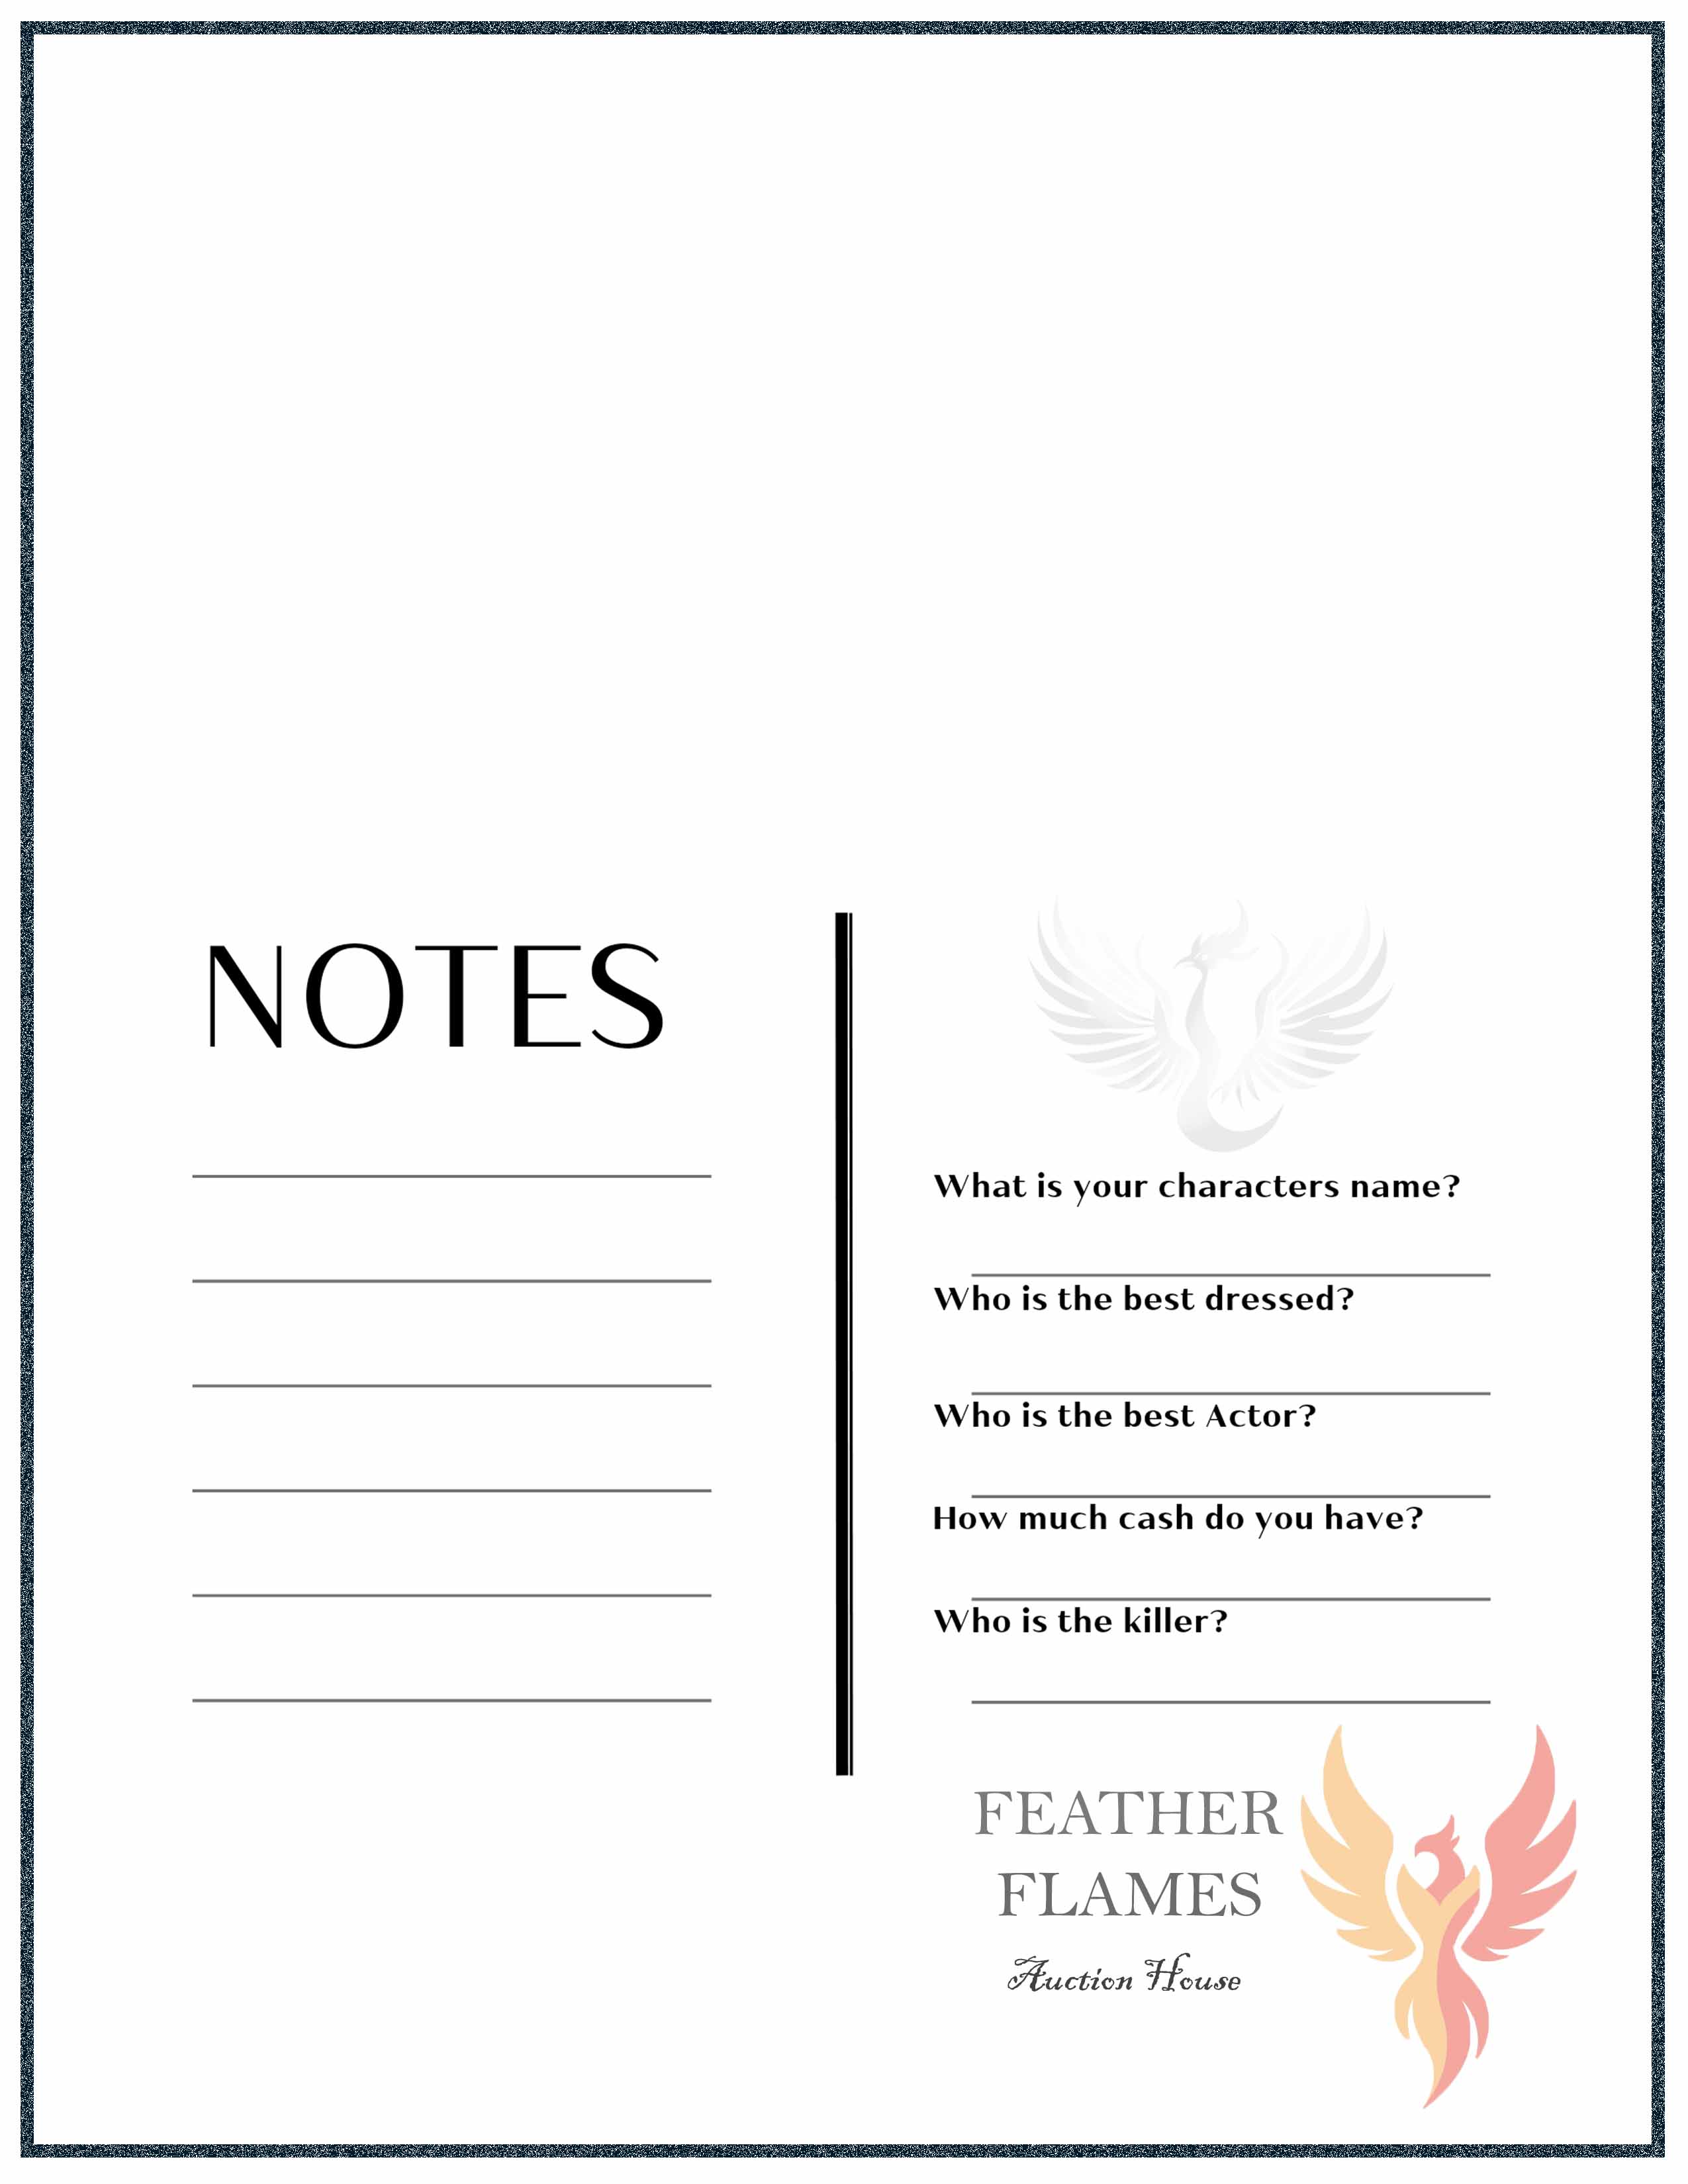 NOTES
What is your characters name?
Who is the best dressed?
Who is the best Actor?
How much cash do you have?
Who is the killer?
FEATHER
FLAMES
Auction House